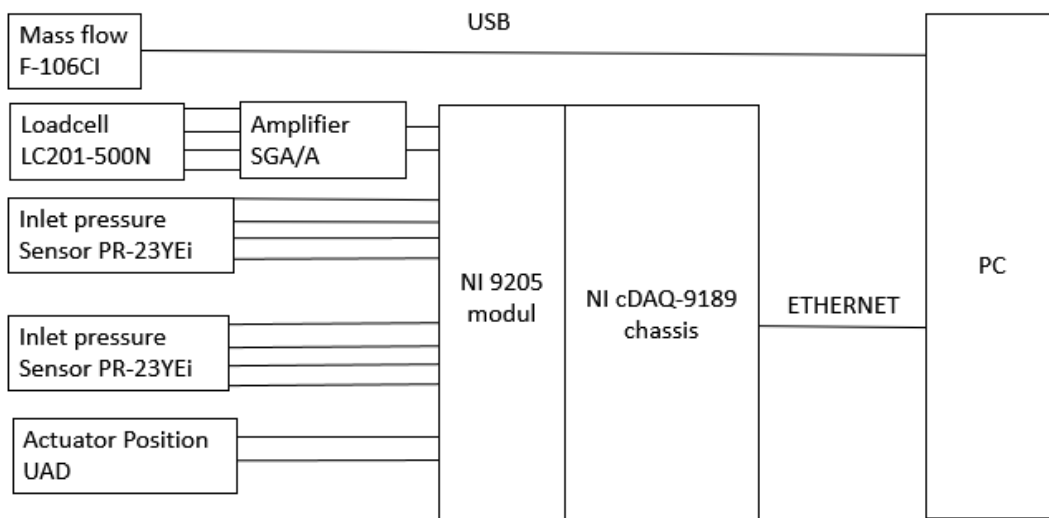 USB
Mass flow
F-106CI
Loadcell
LC201-500N
Amplifier
SGA/A
Inlet pressure
Sensor PR-23YEi
NI 9205
modul
NI cDAQ-9189
chassis
ETHERNET
PC
Inlet pressure
Sensor PR-23YEi
Actuator Position
UAD